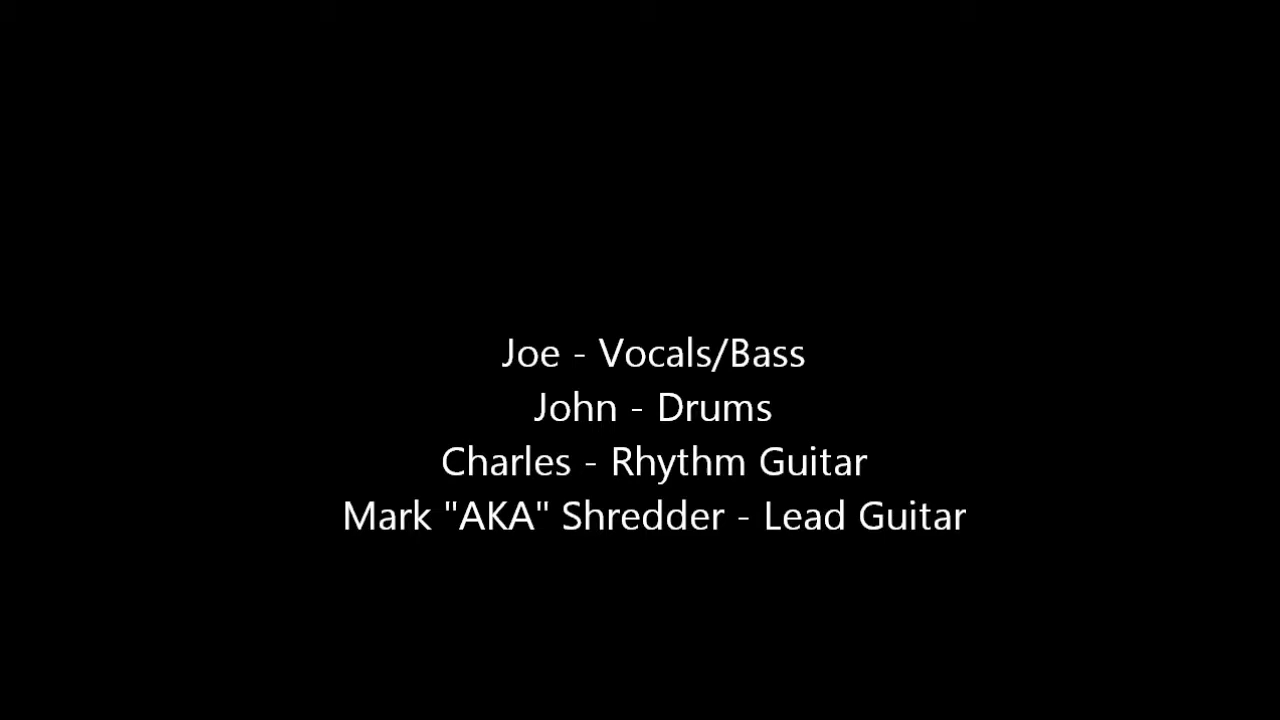 Joe - Vocals/Bass
John - Drums
Charles - Rhythm Guitar
Mark "AKA" Shredder - Lead Guitar